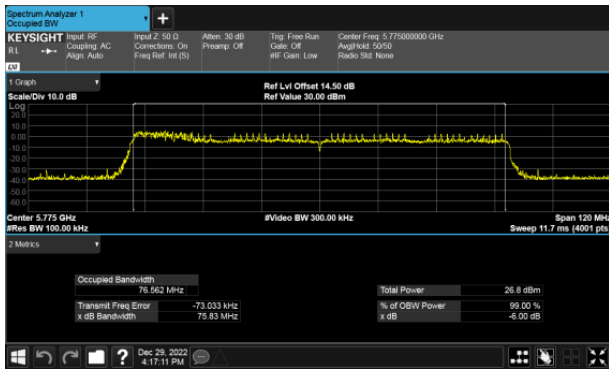 Spectrum Analyzer 1
Occupied BW
+
KEYSIGHT
R L
LXI
Input: RF
Coupling: AC
Align: Auto
Input Z: 50 Ω
Corrections: On
Freq Ref: Int (S)
Atten: 30 dB
Preamp: Off
Trig: Free Run
Gate: Off
#IF Gain: Low
Center Freq: 5.775000000 GHz
Avg|Hold: 50/50
Radio Std: None
1 Graph
Scale/Div 10.0 dB
Ref Lvl Offset 14.50 dB
Ref Value 30.00 dBm
Log
20.0
10.0
0.00
-10.0
-20.0
-30.0
-40.0
-50.0
-60.0
Center 5.775 GHz
#Video BW 300.00 kHz
Span 120 MHz
#Res BW 100.00 kHz
Sweep 11.7 ms (4001 pts)
2 Metrics
Occupied Bandwidth
76.562 MHz
Total Power 26.8 dBm
Transmit Freq Error -73.033 kHz
% of OBW Power 99.00 %
x dB Bandwidth 75.83 MHz
x dB -6.00 dB
?
Dec 29, 2022
4:17:11 PM